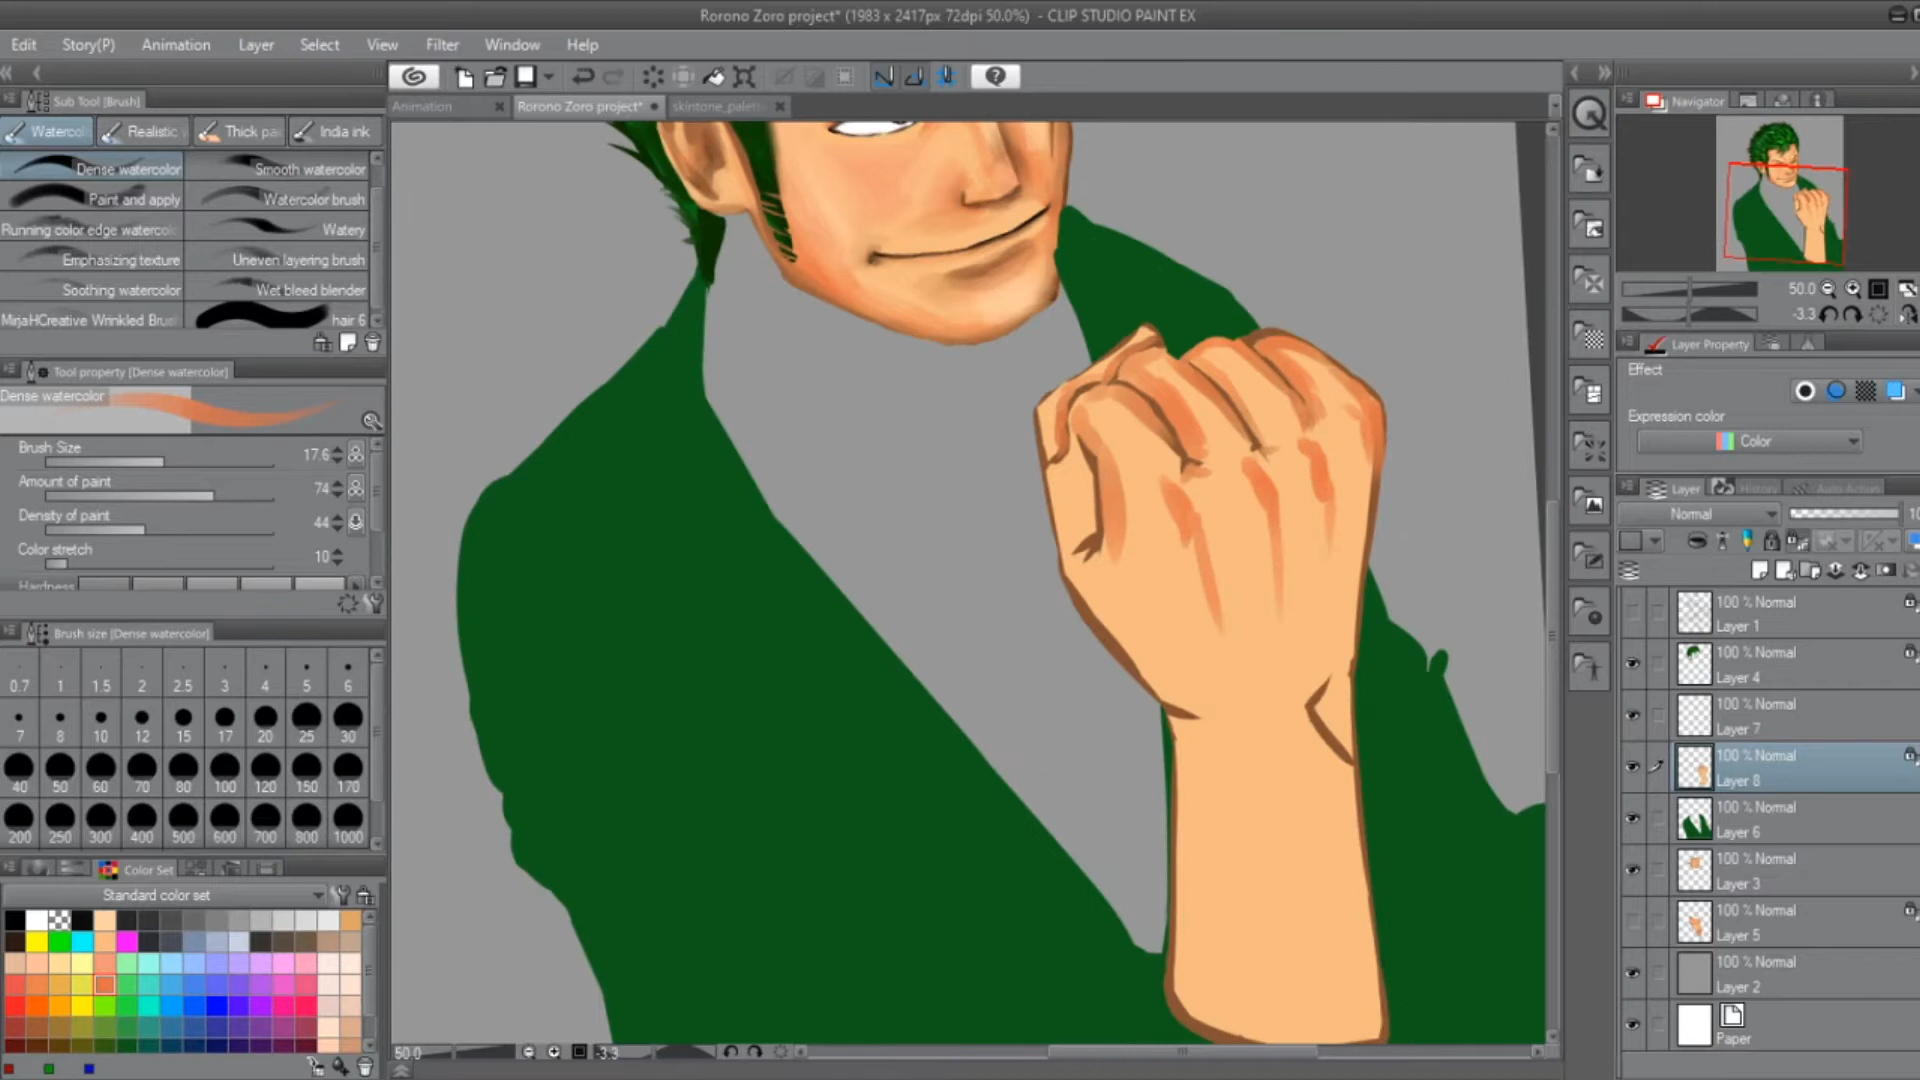 Rorono Zoro project* (1983 x 2417px 72dpi 50.0%) - CLIP STUDIO PAINT EX
Edit Story(P) Animation Layer Select View Filter Window Help
Sub Tool [Brush]
Animation Rorono Zoro project* skintone_palett
Watercol Realistic Thick pa India ink
Dense watercolor Smooth watercolor
Paint and apply Watercolor brush
Running color edge watercolo Watery
Emphasizing texture Uneven layering brush
Soothing watercolor Wet bleed blender
MirjaHCreative Wrinkled Brus hair 6
Tool property [Dense watercolor]
Dense watercolor
Brush Size 17.6
Amount of paint 74
Density of paint 44
Color stretch 10
Hardness
Brush size [Dense watercolor]
0.7 1 1.5 2 2.5 3 4 5 6
7 8 10 12 15 17 20 25 30
40 50 60 70 80 100 120 150 170
200 250 300 400 500 600 700 800 1000
Color Set
Standard color set
50.0 -3.3
Navigator
50.0
-3.3
Layer Property
Effect
Expression color
Color
Layer History Auto Action
Normal 10
100 % Normal
Layer 1
100 % Normal
Layer 4
100 % Normal
Layer 7
100 % Normal
Layer 8
100 % Normal
Layer 6
100 % Normal
Layer 3
100 % Normal
Layer 5
100 % Normal
Layer 2
Paper